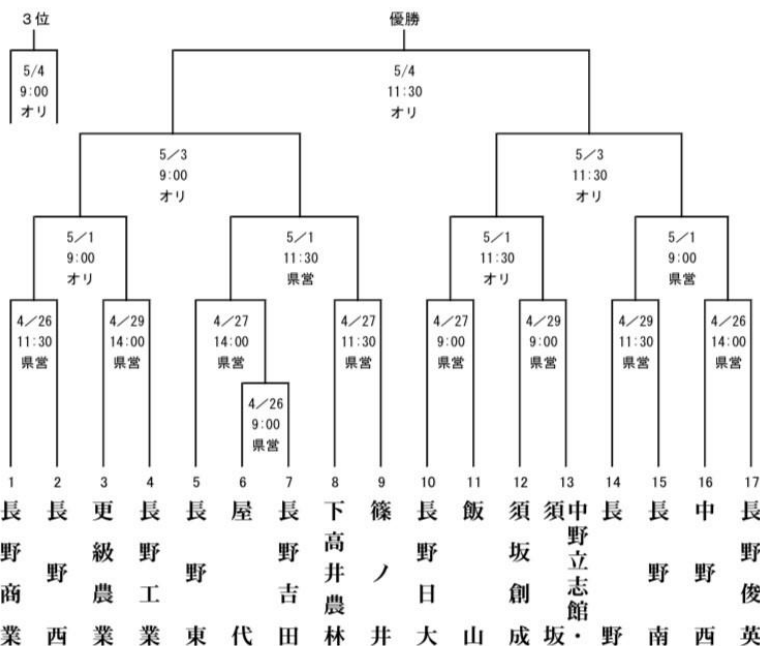 3位
優勝
5/4
9:00
オリ
5/4
11:30
オリ
5/3
9:00
オリ
5/3
11:30
オリ
5/1
9:00
オリ
5/1
11:30
県営
5/1
11:30
オリ
5/1
9:00
県営
4/26
11:30
県営
4/29
14:00
県営
4/27
14:00
県営
4/27
11:30
県営
4/27
9:00
県営
4/29
9:00
県営
4/29
11:30
県営
4/26
14:00
県営
4/26
9:00
県営
1 2 3 4 5 6 7 8 9 10 11 12 13 14 15 16 17
長野商業
長野西
更級農業
長野工業
長野東
屋代
長野吉田
下高井農林
篠ノ井
長野日大
飯山
須坂創成
中野立志館・
須坂
長野
長野南
中野西
長野俊英